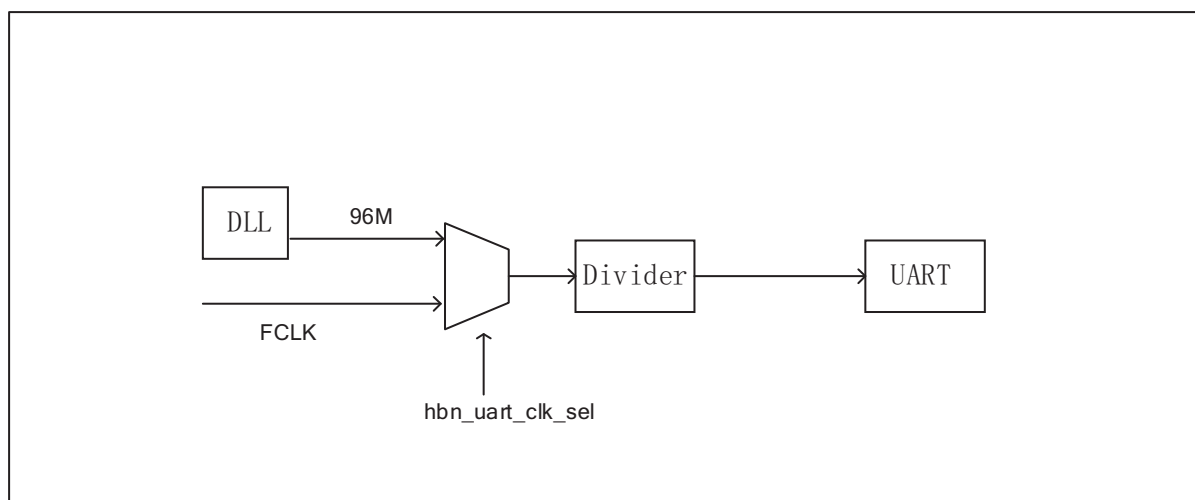 96M
DLL
Divider
UART
FCLK
hbn_uart_clk_sel